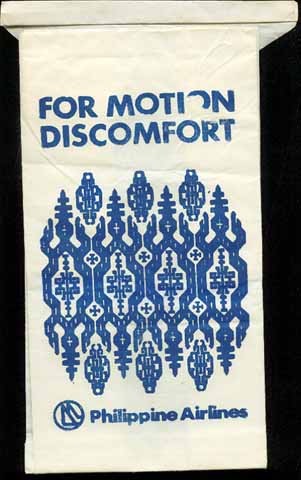 FOR MOTION
DISCOMFORT
Philippine Airlines